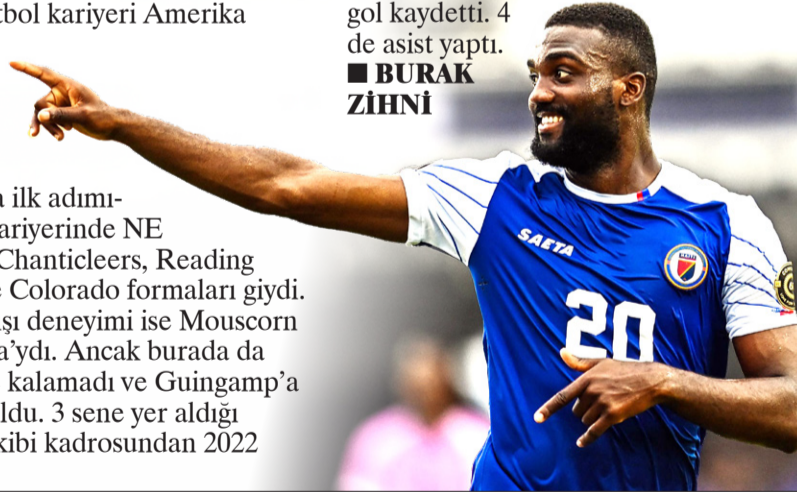 tbol kariyeri Amerika
gol kaydetti. 4
de asist yaptı.
■ BURAK
ZİHNİ
a ilk adımı-
ariyerinde NE
Chanticleers, Reading
e Colorado formaları giydi.
ışı deneyimi ise Mouscorn
a’ydı. Ancak burada da
kalamadı ve Guingamp’a
ldu. 3 sene yer aldığı
kibi kadrosundan 2022
SAETA
20